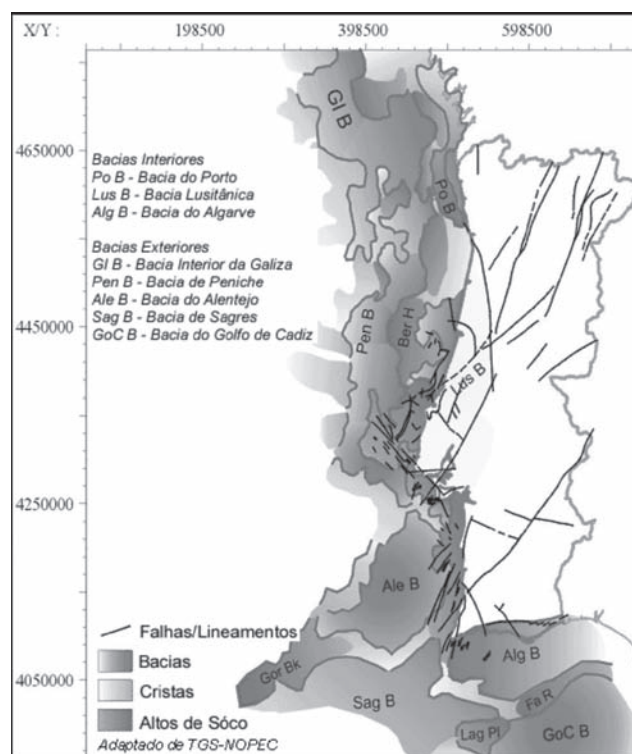 X/Y :
198500
398500
598500
4650000
4450000
4250000
4050000
Bacias Interiores
Po B - Bacia do Porto
Lus B - Bacia Lusitânica
Alg B - Bacia do Algarve
Bacias Exteriores
GI B - Bacia Interior da Galiza
Pen B - Bacia de Peniche
Ale B - Bacia do Alentejo
Sag B - Bacia de Sagres
GoC B - Bacia do Golfo de Cadiz
GI B
Po B
Pen B
Ber H
Lus B
Ale B
Gor Bk
Sag B
Alg B
Fa R
Lag Pl
GoC B
Falhas/Lineamentos
Bacias
Cristas
Altos de Sóco
Adaptado de TGS-NOPEC